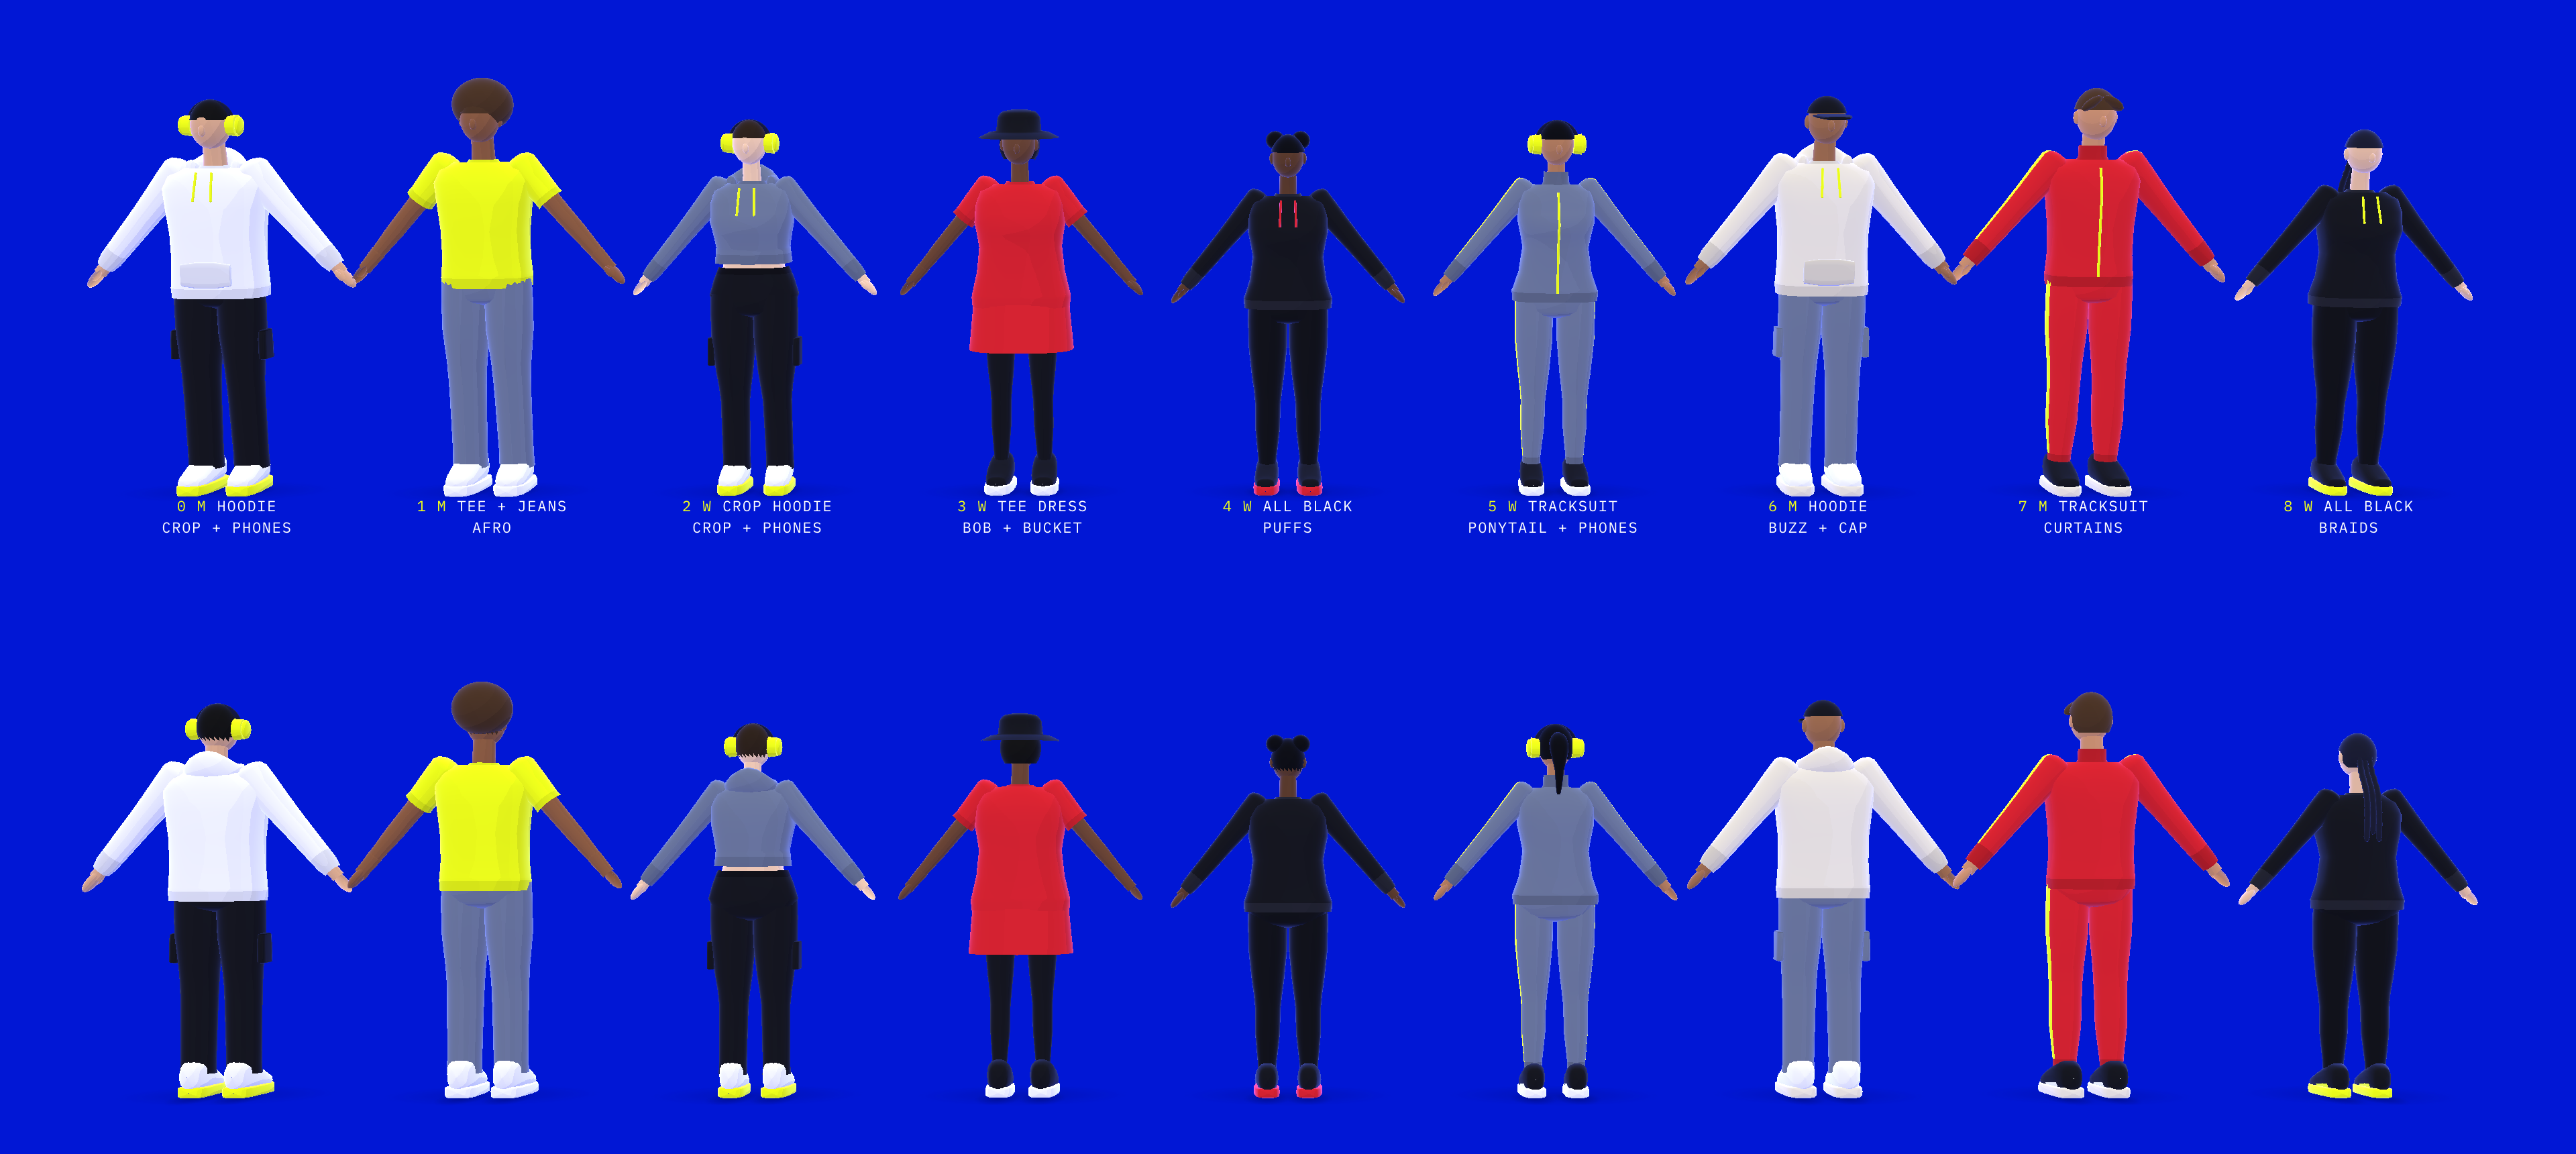 0 M HOODIE
CROP + PHONES
1 M TEE + JEANS
AFRO
2 W CROP HOODIE
CROP + PHONES
3 W TEE DRESS
BOB + BUCKET
4 W ALL BLACK
PUFFS
5 W TRACKSUIT
PONYTAIL + PHONES
6 M HOODIE
BUZZ + CAP
7 M TRACKSUIT
CURTAINS
8 W ALL BLACK
BRAIDS